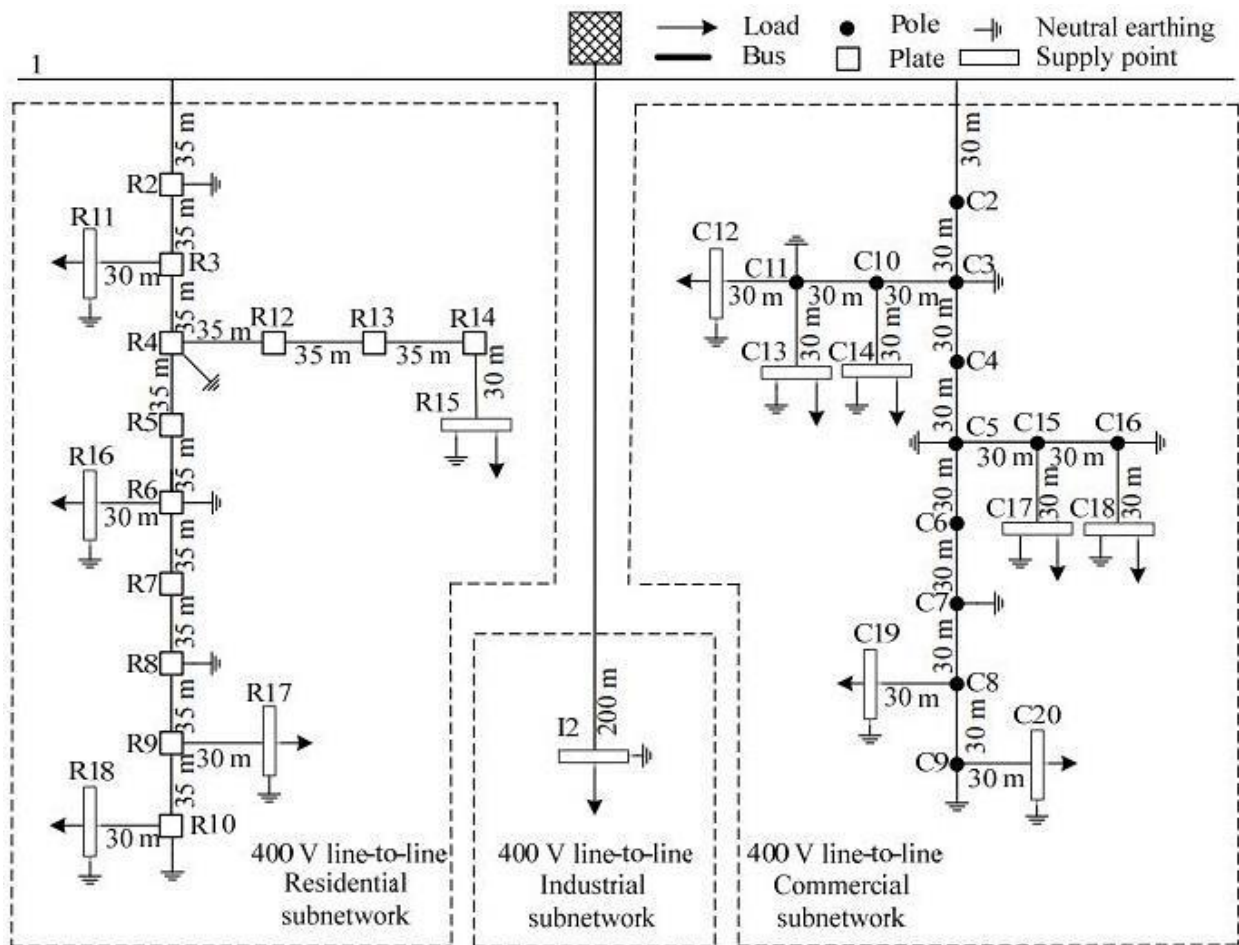 Load
Pole
Neutral earthing
Bus
Plate
Supply point
1
35 m
30 m
R2
C2
R11
35 m
30 m
C12
R3
30 m
C11
C10
C3
30 m
30 m
30 m
35 m
R12
R13
R14
R4
35 m
35 m
35 m
30 m
30 m
30 m
C13
C14
C4
35 m
30 m
R15
30 m
R5
C5
C15
C16
R16
35 m
30 m
30 m
R6
30 m
30 m
30 m
30 m
C17
C18
C6
35 m
R7
30 m
C7
35 m
C19
30 m
R8
C8
R17
200 m
30 m
35 m
I2
30 m
C20
R9
30 m
C9
30 m
R18
35 m
R10
30 m
400 V line-to-line
Residential
subnetwork
400 V line-to-line
Industrial
subnetwork
400 V line-to-line
Commercial
subnetwork